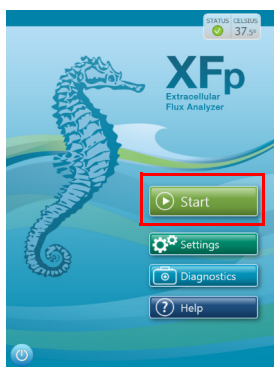 STATUS CELSIUS
37.5°
XFp
Extracellular
Flux Analyzer
Start
Settings
Diagnostics
Help